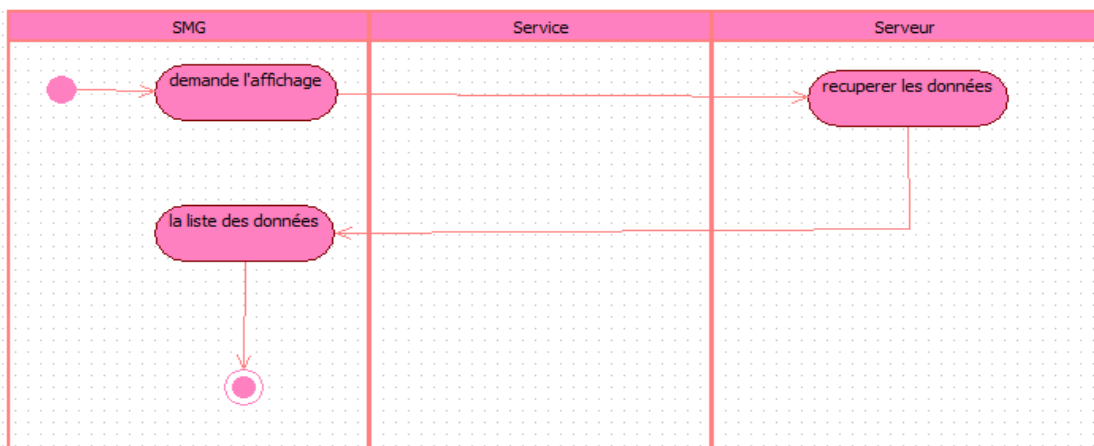 SMG
Service
Serveur
demande l'affichage
recuperer les données
la liste des données